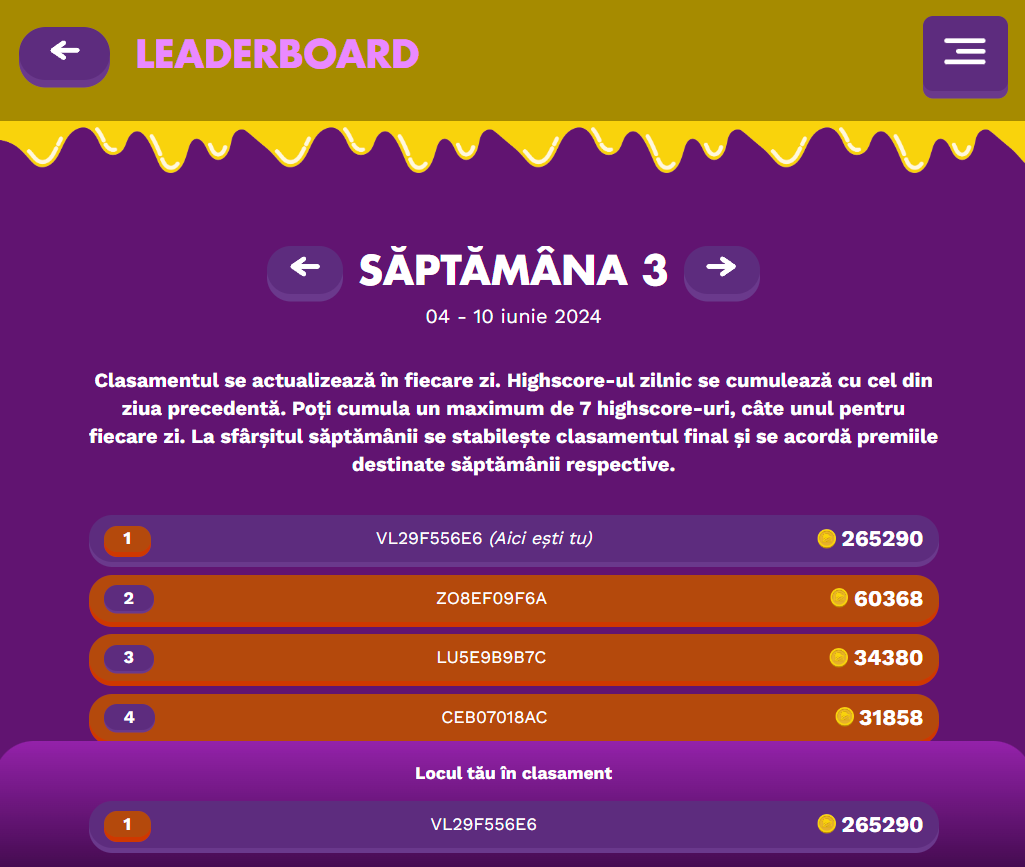 LEADERBOARD
SĂPTĂMÂNA 3
04 - 10 iunie 2024
Clasamentul se actualizează în fiecare zi. Highscore-ul zilnic se cumulează cu cel din
ziua precedentă. Poți cumula un maximum de 7 highscore-uri, câte unul pentru
fiecare zi. La sfârșitul săptămânii se stabilește clasamentul final și se acordă premiile
destinate săptămânii respective.
1 VL29F556E6 (Aici ești tu) 265290
2 ZO8EF09F6A 60368
3 LU5E9B9B7C 34380
4 CEB07018AC 31858
Locul tău în clasament
1 VL29F556E6 265290